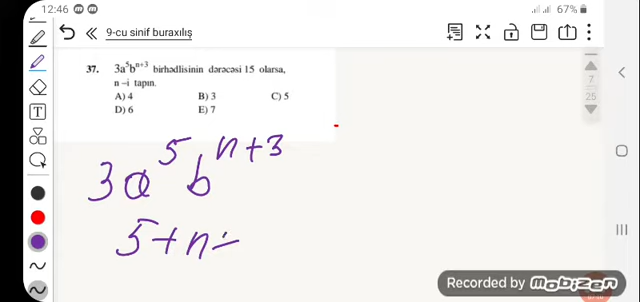 12:46
67%
9-cu sinif buraxılış
37. 3a⁵bⁿ⁺³ birhədlisinin dərəcəsi 15 olarsa,
n –i tapın.
A) 4 B) 3 C) 5
D) 6 E) 7
7
25
3a⁵bⁿ⁺³
5+n
T
Recorded by
mobizen